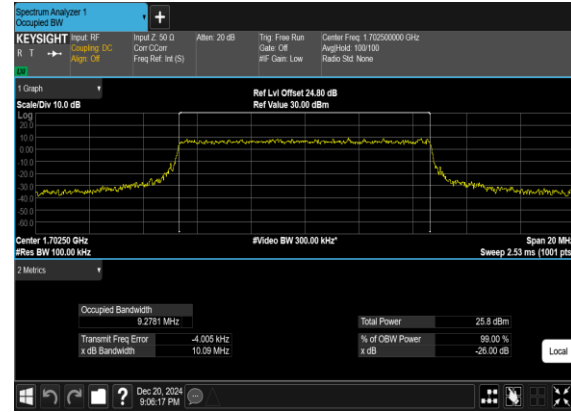 Spectrum Analyzer 1
Occupied BW
+
KEYSIGHT Input: RF Input Z: 50 Ω Atten: 20 dB Trig: Free Run Center Freq: 1.702500000 GHz
R T Coupling: DC Corr CCorr Gate: Off Avg|Hold: 100/100
Align: Off Freq Ref: Int (S) #IF Gain: Low Radio Std: None
LV
1 Graph Ref Lvl Offset 24.80 dB
Scale/Div 10.0 dB Ref Value 30.00 dBm
Log
20.0
10.0
0.00
-10.0
-20.0
-30.0
-40.0
-50.0
-60.0
Center 1.70250 GHz #Video BW 300.00 kHz* Span 20 MHz
#Res BW 100.00 kHz Sweep 2.53 ms (1001 pts)
2 Metrics
Occupied Bandwidth
9.2781 MHz Total Power 25.8 dBm
Transmit Freq Error -4.005 kHz % of OBW Power 99.00 %
x dB Bandwidth 10.09 MHz x dB -26.00 dB
Local
? Dec 20, 2024
9:06:17 PM